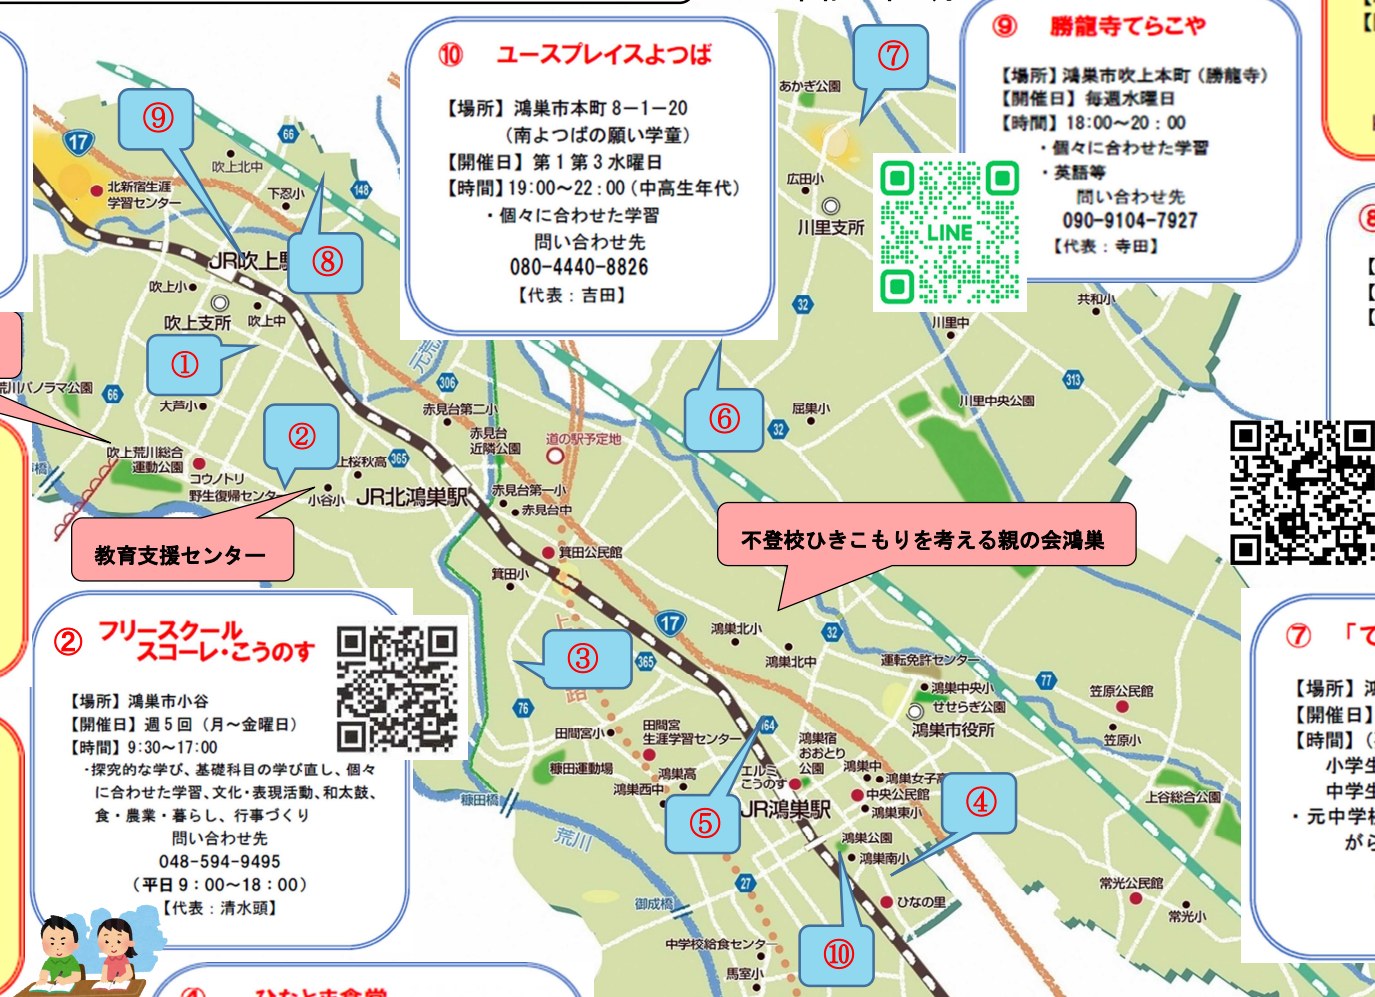 ⑩ ユースプレイスよつば
【場所】鴻巣市本町8－1－20
(南よつばの願い学童)
【開催日】第1第3水曜日
【時間】19:00～22:00(中高生年代)
・個々に合わせた学習
問い合わせ先
080-4440-8826
【代表：吉田】
⑨ 勝龍寺てらこや
【場所】鴻巣市吹上本町(勝龍寺)
【開催日】毎週水曜日
【時間】18:00～20：00
・個々に合わせた学習
・英語等
問い合わせ先
090-9104-7927
【代表：寺田】
LINE
⑦
あかぎ公園
広田小
川里支所
⑨
17
66
吹上北中
北新宿生涯
学習センター
下忍小
148
JR吹上駅
⑧
吹上小
吹上支所
吹上中
①
元荒
306
32
川里中
共和小
313
川里中央公園
荒川パノラマ公園
66
大芦小
赤見台第二小
赤見台
近隣公園
道の駅予定地
⑥
32
屈巣小
②
吹上荒川総合
運動公園
コウノトリ
野生復帰センター
上桜秋高
365
小谷小
JR北鴻巣駅
赤見台第一小
赤見台中
教育支援センター
不登校ひきこもりを考える親の会鴻巣
箕田公民館
箕田小
② フリースクール
スコーレ・こうのす
【場所】鴻巣市小谷
【開催日】週5回（月～金曜日）
【時間】9:30～17:00
・探究的な学び、基礎科目の学び直し、個々
に合わせた学習、文化・表現活動、和太鼓、
食・農業・暮らし、行事づくり
問い合わせ先
048-594-9495
(平日9：00～18：00)
【代表：清水頭】
17
上
路
③
365
鴻巣北小
鴻巣北中
32
運転免許センター
77
鴻巣中央小
せせらぎ公園
鴻巣市役所
笠原公民館
笠原小
76
田間宮小
田間宮
生涯学習センター
64
鴻巣宿
おおとり
公園
糠田運動場
鴻巣高
鴻巣西中
エルミ
こうのす
鴻巣中
鴻巣女子高
中央公民館
鴻巣東小
④
上谷総合公園
糠田橋
⑤
JR鴻巣駅
荒川
鴻巣公園
鴻巣南小
27
御成橋
ひなの里
常光公民館
常光小
中学校給食センター
馬室小
⑩
⑦ 「て
【場所】鴻
【開催日】
【時間】（
小学生
中学生
・元中学校
がら
④ ひなとま食堂